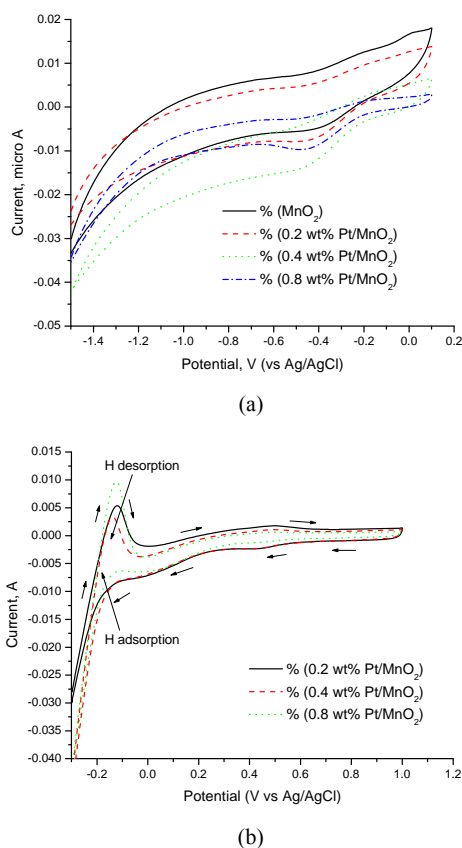 (a)
0.02
0.01
0.00
-0.01
-0.02
-0.03
-0.04
-0.05
Current, micro A
% (MnO₂)
% (0.2 wt% Pt/MnO₂)
% (0.4 wt% Pt/MnO₂)
% (0.8 wt% Pt/MnO₂)
-1.4 -1.2 -1.0 -0.8 -0.6 -0.4 -0.2 0.0 0.2
Potential, V (vs Ag/AgCl)
(a)
0.015
0.010
0.005
0.000
-0.005
-0.010
-0.015
-0.020
-0.025
-0.030
-0.035
-0.040
Current, A
H desorption
H adsorption
% (0.2 wt% Pt/MnO₂)
% (0.4 wt% Pt/MnO₂)
% (0.8 wt% Pt/MnO₂)
-0.2 0.0 0.2 0.4 0.6 0.8 1.0 1.2
Potential (V vs Ag/AgCl)
(b)